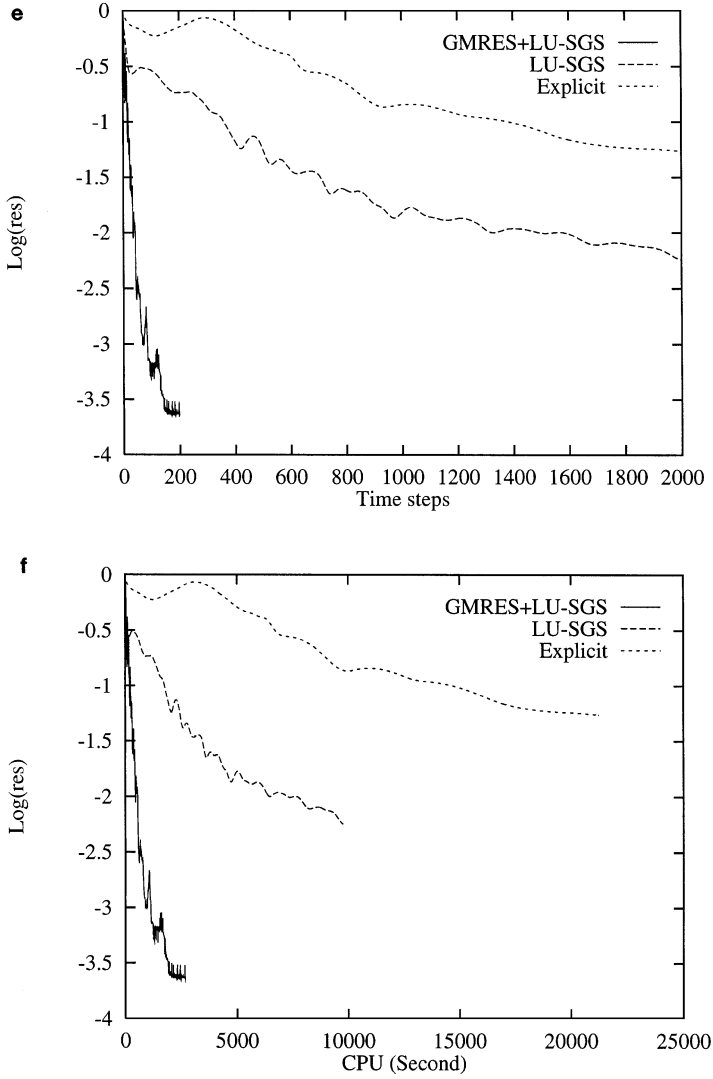 e
0
-0.5
-1
-1.5
-2
-2.5
-3
-3.5
-4
Log(res)
GMRES+LU-SGS
LU-SGS
Explicit
0 200 400 600 800 1000 1200 1400 1600 1800 2000
Time steps
f
0
-0.5
-1
-1.5
-2
-2.5
-3
-3.5
-4
Log(res)
GMRES+LU-SGS
LU-SGS
Explicit
0 5000 10000 15000 20000 25000
CPU (Second)